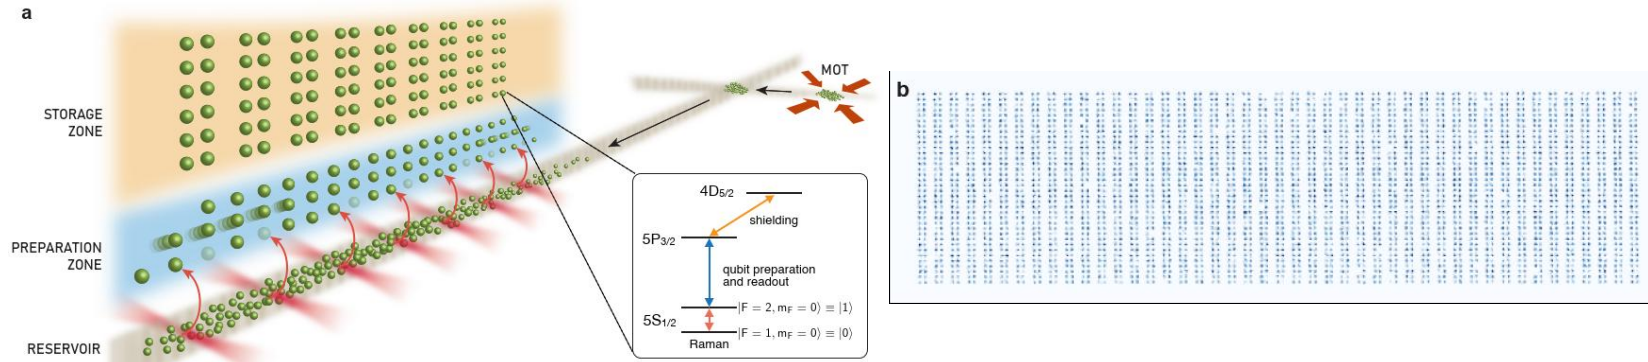 a
STORAGE
ZONE
PREPARATION
ZONE
RESERVOIR
MOT
4D5/2
shielding
5P3/2
qubit preparation
and readout
|F = 2, mF = 0⟩ ≡ |1⟩
5S1/2
|F = 1, mF = 0⟩ ≡ |0⟩
Raman
b